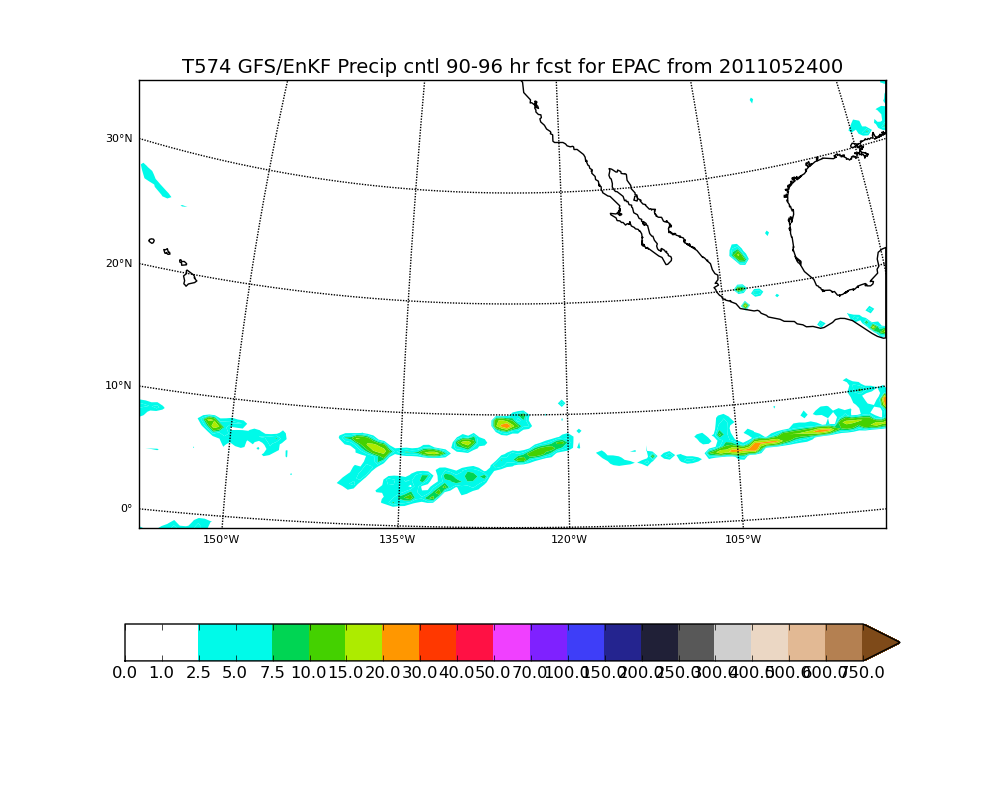 T574 GFS/EnKF Precip cntl 90-96 hr fcst for EPAC from 2011052400
30°N
20°N
10°N
0°
150°W 135°W 120°W 105°W
0.0 1.0 2.5 5.0 7.5 10.0 15.0 20.0 30.0 40.0 50.0 70.0 100.0 150.0 200.0 250.0 300.0 400.0 500.0 600.0 750.0